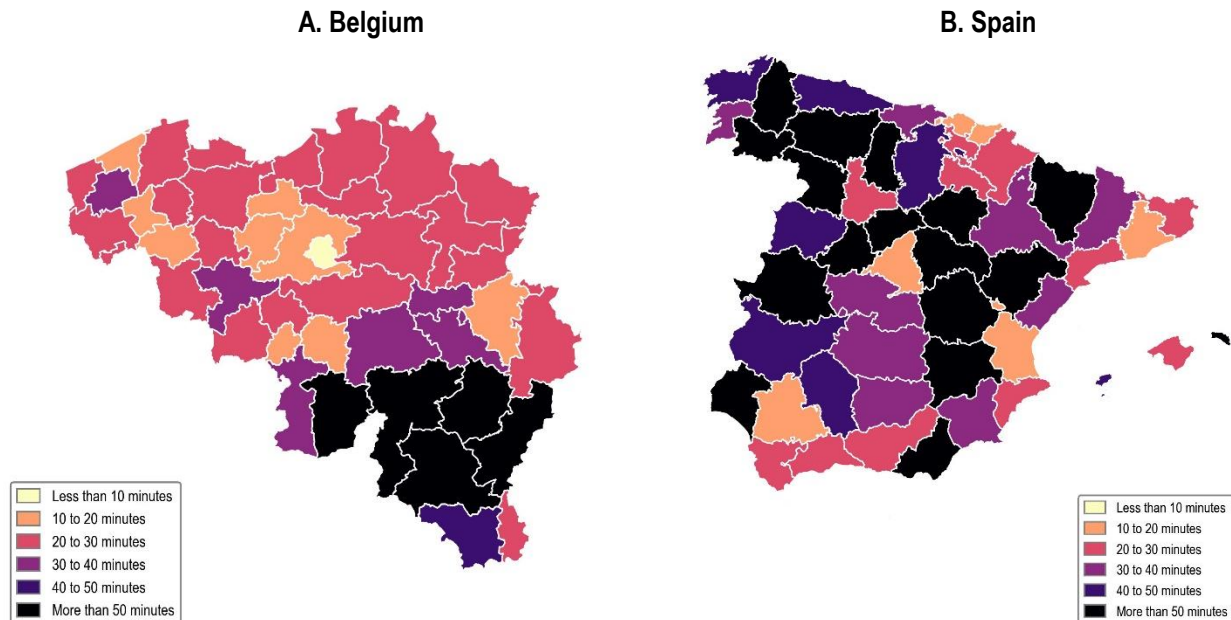 A. Belgium
B. Spain
Less than 10 minutes
10 to 20 minutes
20 to 30 minutes
30 to 40 minutes
40 to 50 minutes
More than 50 minutes
Less than 10 minutes
10 to 20 minutes
20 to 30 minutes
30 to 40 minutes
40 to 50 minutes
More than 50 minutes